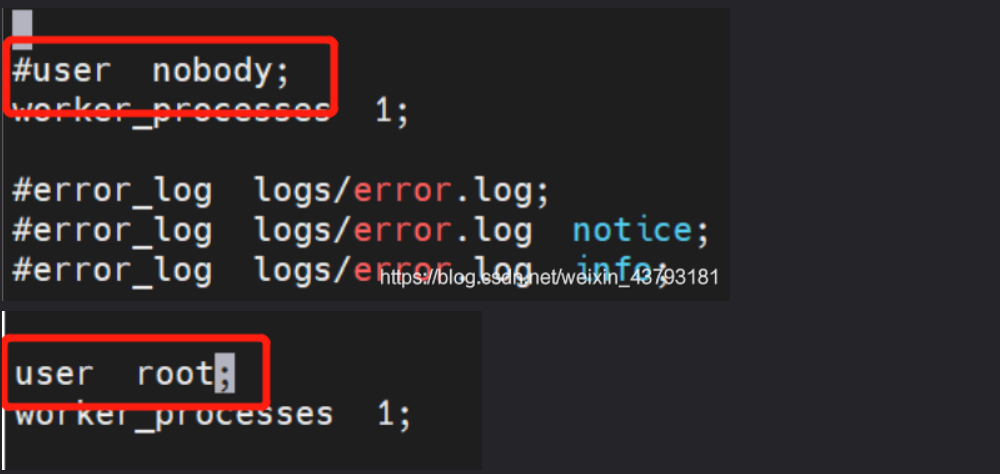 #user  nobody;
worker_processes  1;
#error_log  logs/error.log;
#error_log  logs/error.log  notice;
#error_log  logs/error.log  info;
https://blog.csdn.net/weixin_43793181
user  root;
worker_processes  1;